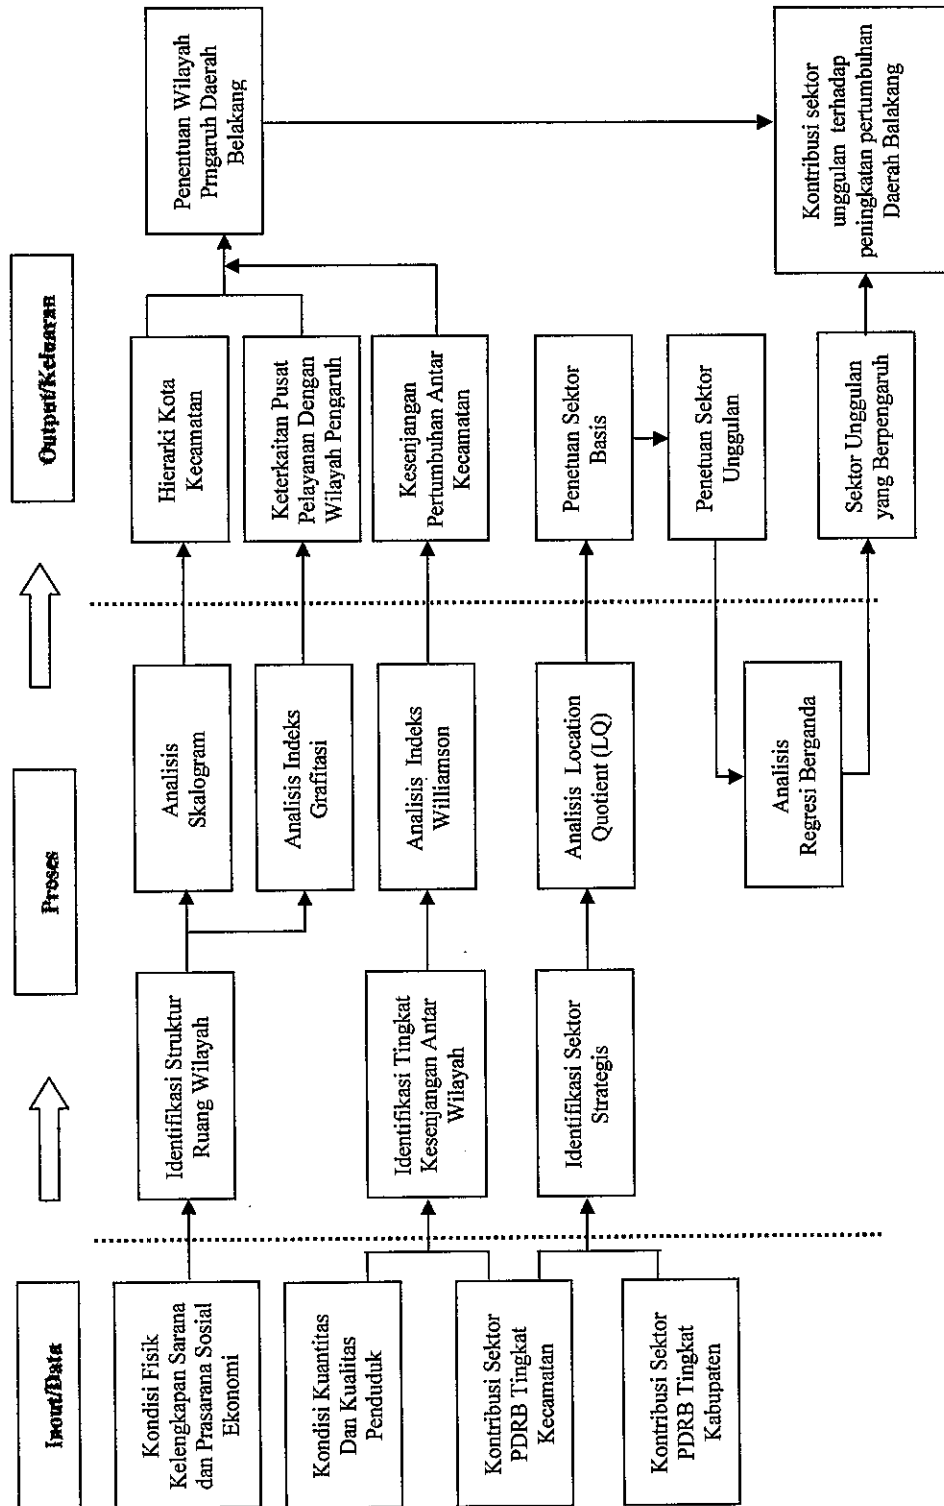 Input/Data
Proses
Output/Keluaran
Kondisi Fisik
Kelengkapan Sarana
dan Prasarana Sosial
Ekonomi
Kondisi Kuantitas
Dan Kualitas
Penduduk
Kontribusi Sektor
PDRB Tingkat
Kecamatan
Kontribusi Sektor
PDRB Tingkat
Kabupaten
Identifikasi Struktur
Ruang Wilayah
Identifikasi Tingkat
Kesenjangan Antar
Wilayah
Identifikasi Sektor
Strategis
Analisis
Skalogram
Analisis Indeks
Grafitasi
Analisis Indeks
Williamson
Analisis Location
Quotient (LQ)
Analisis
Regresi Berganda
Hierarki Kota
Kecamatan
Keterkaitan Pusat
Pelayanan Dengan
Wilayah Pengaruh
Kesenjangan
Pertumbuhan Antar
Kecamatan
Penetuan Sektor
Basis
Penetuan Sektor
Unggulan
Sektor Unggulan
yang Berpengaruh
Penentuan Wilayah
Prngaruh Daerah
Belakang
Kontribusi sektor
unggulan terhadap
peningkatan pertumbuhan
Daerah Balakang